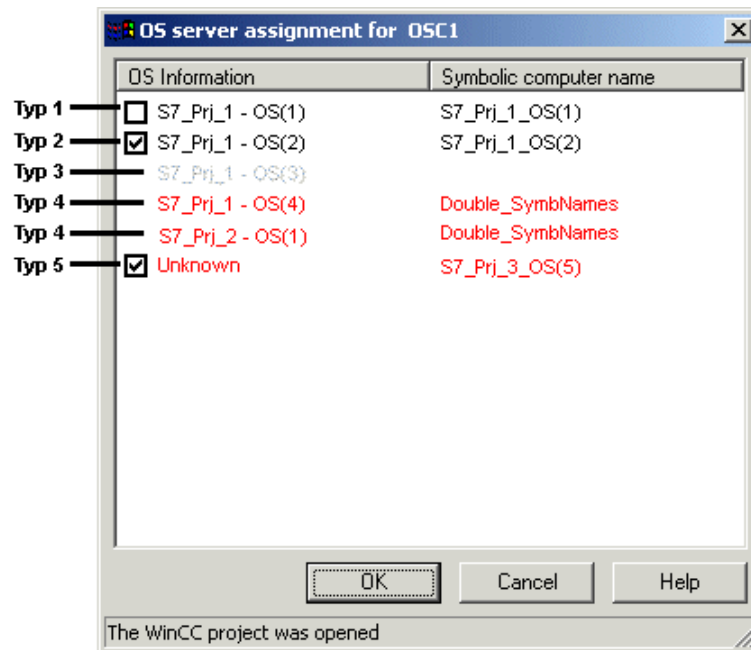 OS server assignment for OSC1
OS Information Symbolic computer name
Typ 1 S7_Prj_1 - OS(1) S7_Prj_1_OS(1)
Typ 2 S7_Prj_1 - OS(2) S7_Prj_1_OS(2)
Typ 3 S7_Prj_1 - OS(3)
Typ 4 S7_Prj_1 - OS(4) Double_SymbNames
Typ 4 S7_Prj_2 - OS(1) Double_SymbNames
Typ 5 Unknown S7_Prj_3_OS(5)
OK Cancel Help
The WinCC project was opened